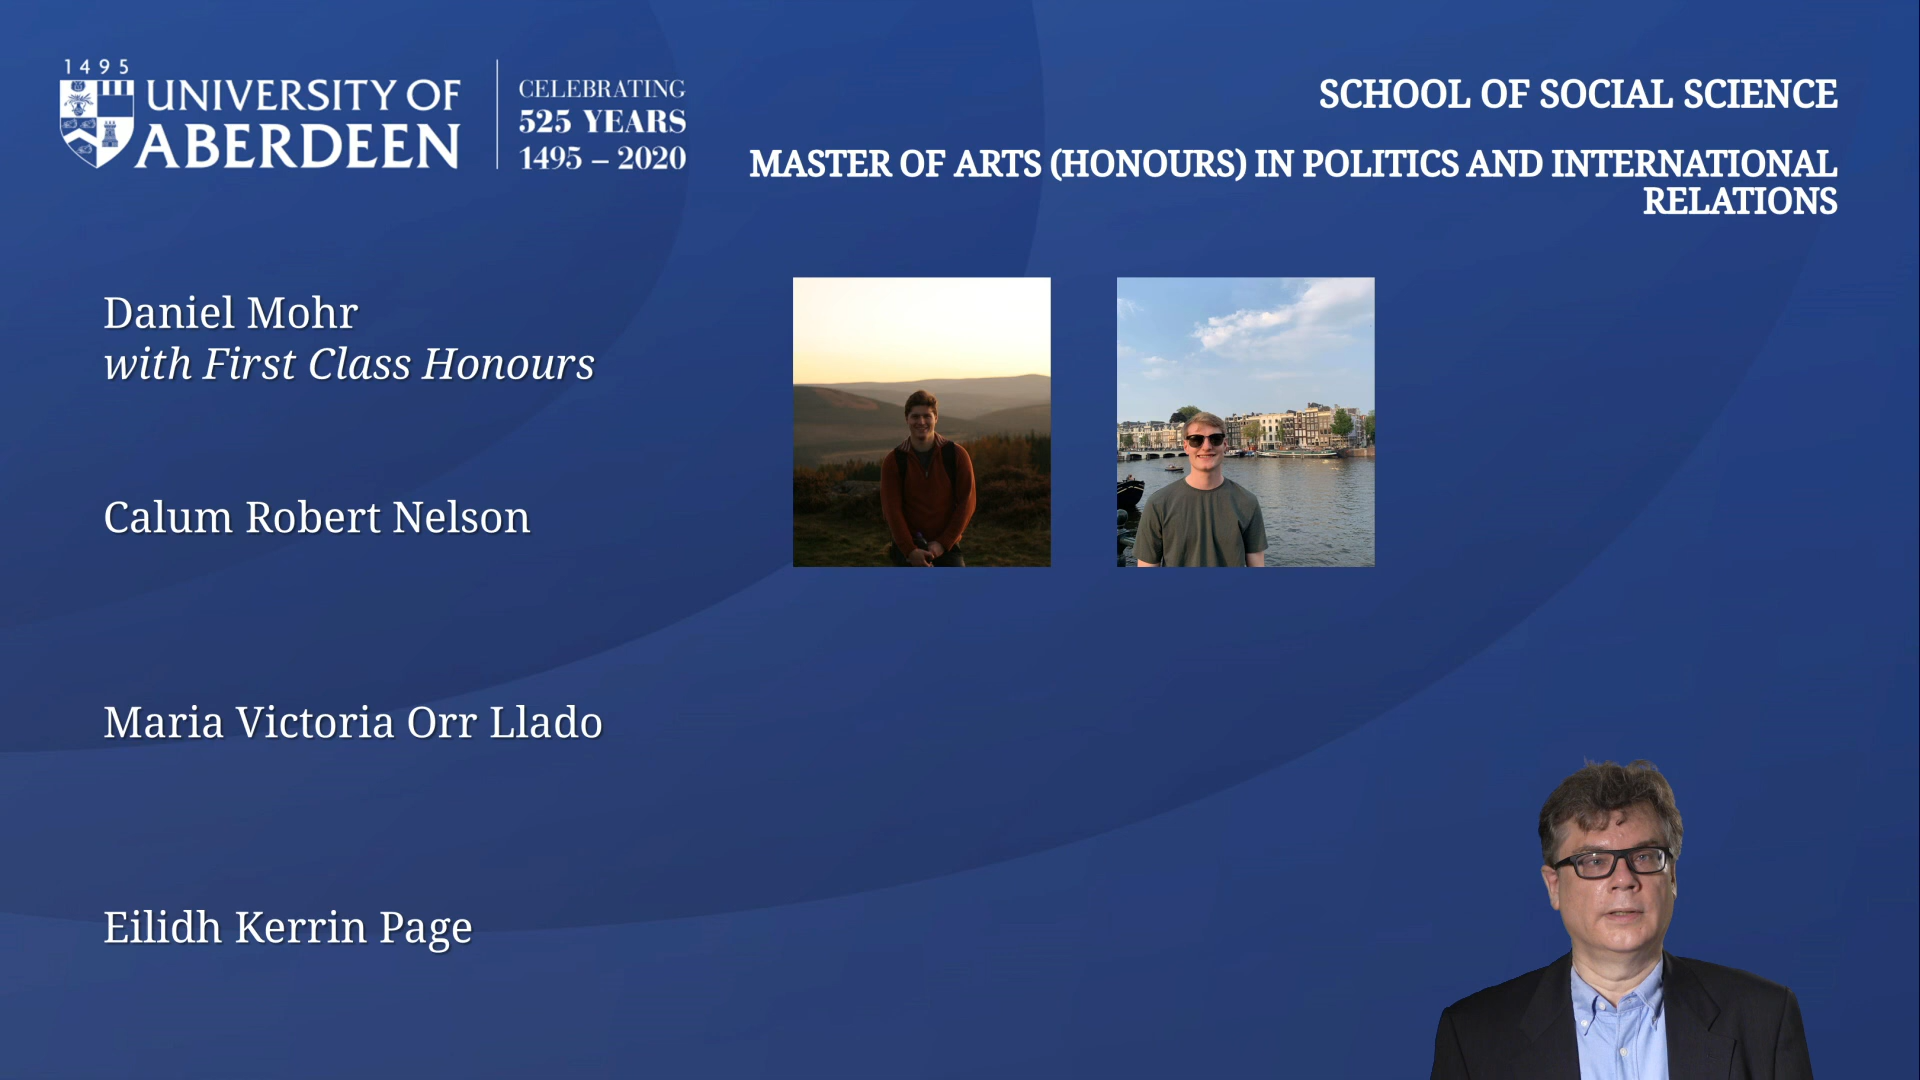 1495
UNIVERSITY OF
ABERDEEN
CELEBRATING
525 YEARS
1495 – 2020
SCHOOL OF SOCIAL SCIENCE
MASTER OF ARTS (HONOURS) IN POLITICS AND INTERNATIONAL
RELATIONS
Daniel Mohr
with First Class Honours
Calum Robert Nelson
Maria Victoria Orr Llado
Eilidh Kerrin Page